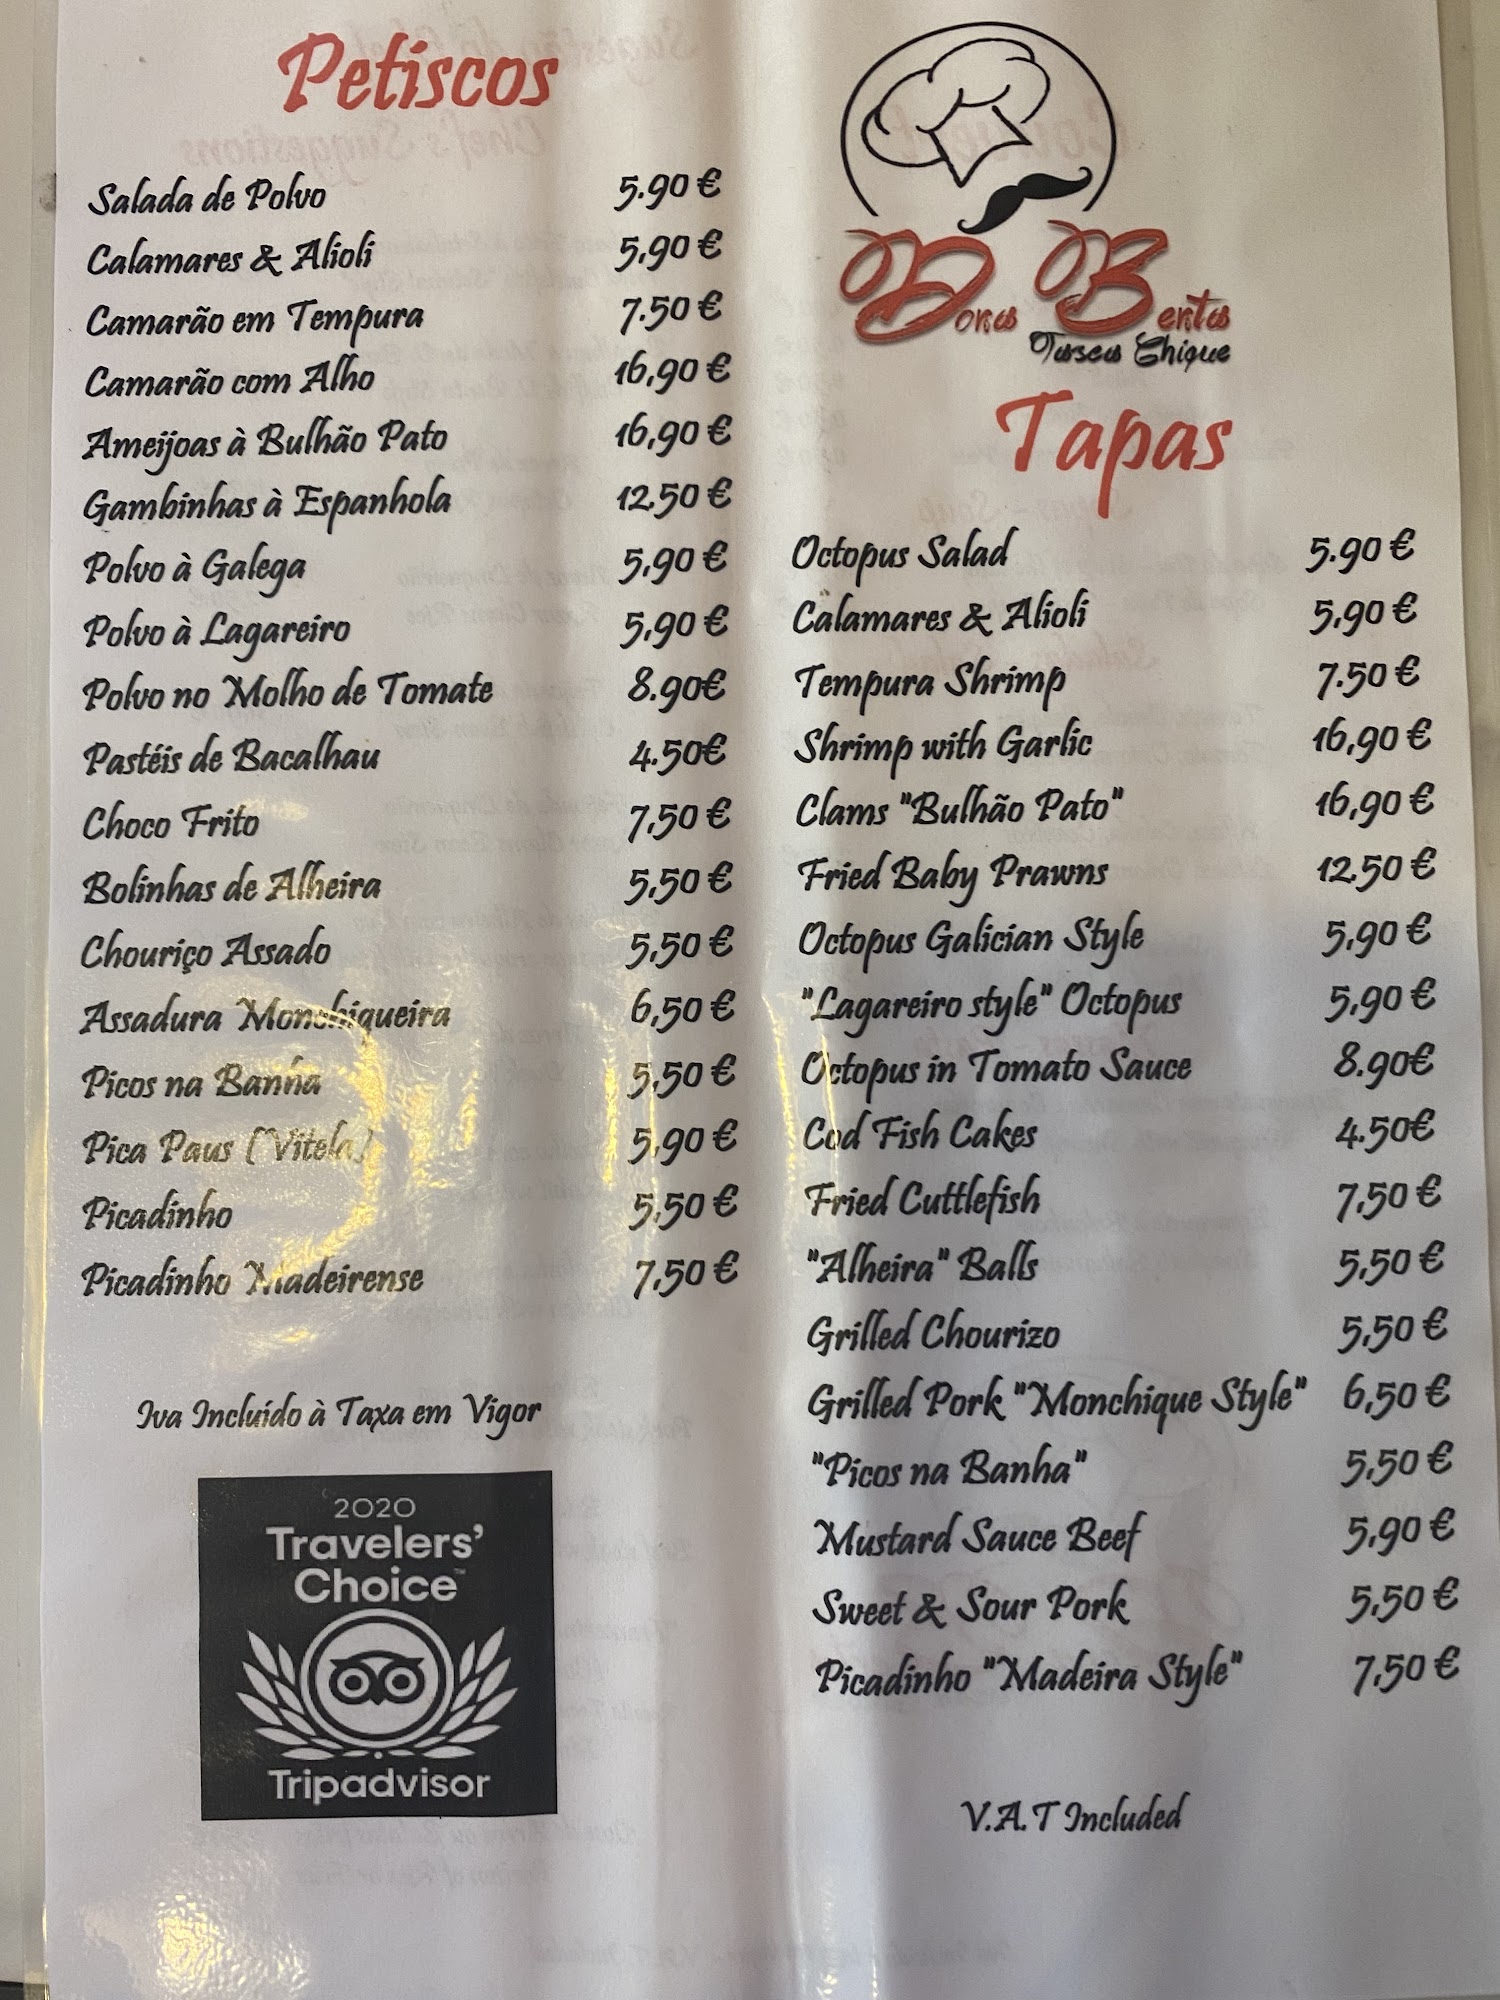 Petiscos
Salada de Polvo 5.90 €
Calamares & Alioli 5,90 €
Camarão em Tempura 7.50 €
Camarão com Alho 16,90 €
Ameijoas à Bulhão Pato 16,90 €
Gambinhas à Espanhola 12.50 €
Polvo à Galega 5,90 €
Polvo à Lagareiro 5,90 €
Polvo no Molho de Tomate 8.90€
Pastéis de Bacalhau 4.50€
Choco Frito 7,50 €
Bolinhas de Alheira 5,50 €
Chouriço Assado 5,50 €
Assadura Monchiqueira 6,50 €
Picos na Banha 5,50 €
Pica Paus (Vitela) 5,90 €
Picadinho 5,50 €
Picadinho Madeirense 7,50 €
Iva Incluído à Taxa em Vigor
2020
Travelers'
Choice™
Tripadvisor
Dona Benta
Tasca Chique
Tapas
Octopus Salad 5.90 €
Calamares & Alioli 5,90 €
Tempura Shrimp 7.50 €
Shrimp with Garlic 16,90 €
Clams "Bulhão Pato" 16,90 €
Fried Baby Prawns 12.50 €
Octopus Galician Style 5,90 €
"Lagareiro style" Octopus 5,90 €
Octopus in Tomato Sauce 8.90€
Cod Fish Cakes 4.50€
Fried Cuttlefish 7,50 €
"Alheira" Balls 5,50 €
Grilled Chourizo 5,50 €
Grilled Pork "Monchique Style" 6,50 €
"Picos na Banha" 5,50 €
Mustard Sauce Beef 5,90 €
Sweet & Sour Pork 5,50 €
Picadinho "Madeira Style" 7,50 €
V.A.T Included